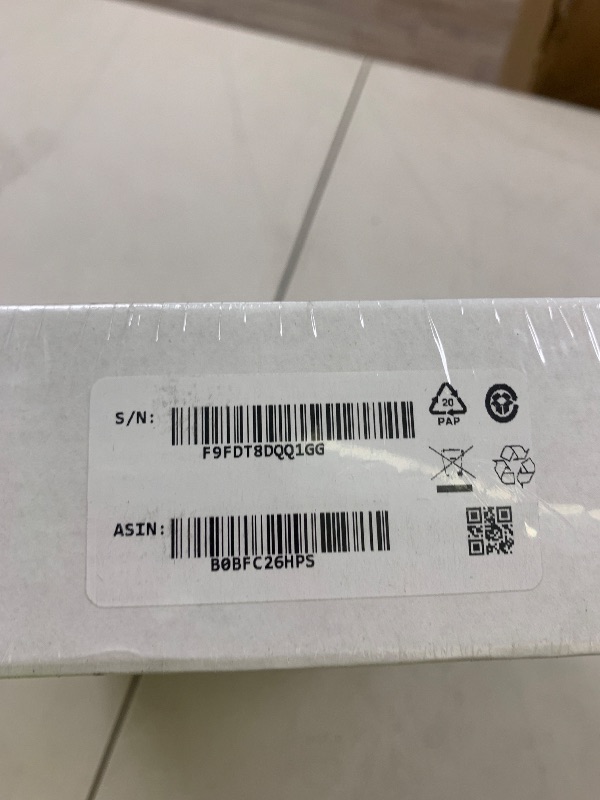 S/N:
F9FDT8DQQ1GG
20
PAP
ASIN:
B0BFC26HPS